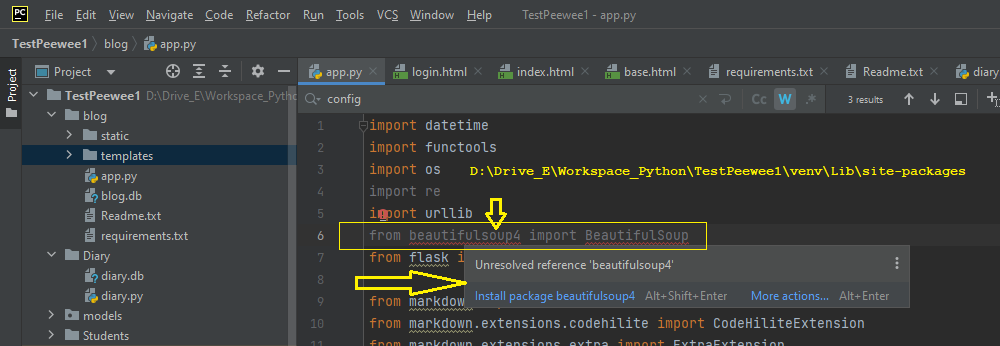 PC File Edit View Navigate Code Refactor Run Tools VCS Window Help TestPeewee1 - app.py
TestPeewee1 blog app.py
Project
Project
app.py login.html index.html base.html requirements.txt Readme.txt diary
TestPeewee1 D:\Drive_E\Workspace_Python
config Cc W .* 3 results
blog
static
templates
app.py
blog.db
Readme.txt
requirements.txt
Diary
diary.db
diary.py
models
Students
1 import datetime
2 import functools
3 import os D:\Drive_E\Workspace_Python\TestPeewee1\venv\Lib\site-packages
4 import re
5 import urllib
6 from beautifulsoup4 import BeautifulSoup
7 from flask i
Unresolved reference 'beautifulsoup4'
8
Install package beautifulsoup4 Alt+Shift+Enter More actions... Alt+Enter
9 from markdown
10 from markdown.extensions.codehilite import CodeHiliteExtension
11 from markdown.extensions.extra import ExtraExtension